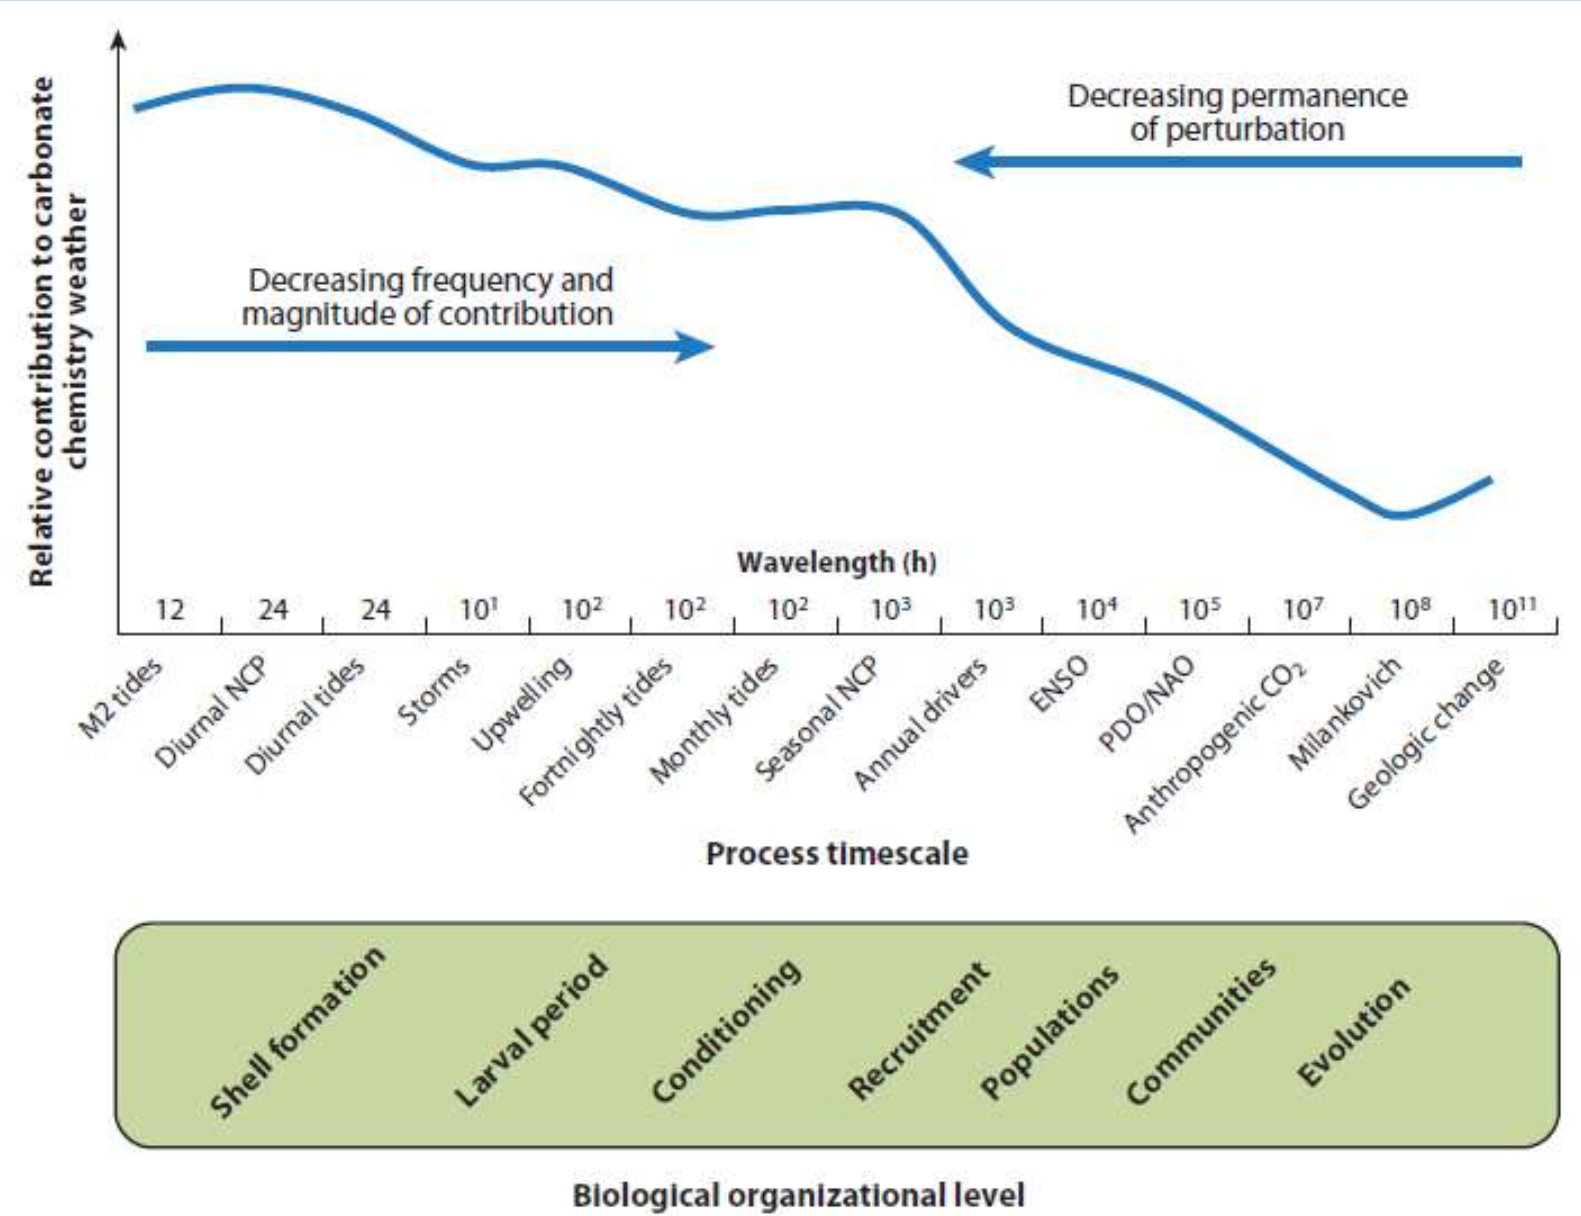 Relative contribution to carbonate
chemistry weather
Decreasing permanence
of perturbation
Decreasing frequency and
magnitude of contribution
Wavelength (h)
12 24 24 10¹ 10² 10² 10² 10³ 10³ 10⁴ 10⁵ 10⁷ 10⁸ 10¹¹
M2 tides
Diurnal NCP
Diurnal tides
Storms
Upwelling
Fortnightly tides
Monthly tides
Seasonal NCP
Annual drivers
ENSO
PDO/NAO
Anthropogenic CO₂
Milankovich
Geologic change
Process timescale
Shell formation
Larval period
Conditioning
Recruitment
Populations
Communities
Evolution
Biological organizational level